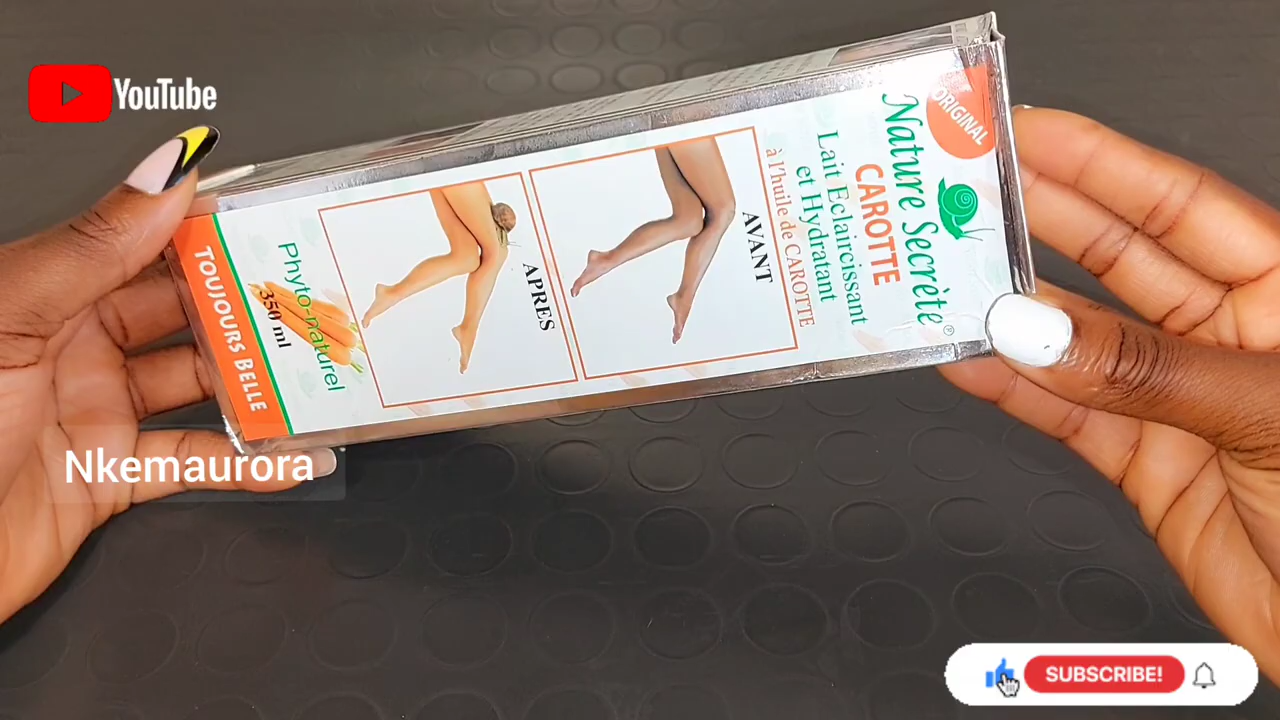 YouTube
ORIGINAL
Nature Secrète®
CAROTTE
Lait Eclaircissant
et Hydratant
à l'huile de CAROTTE
AVANT
APRES
Phyto-naturel
350 ml
TOUJOURS BELLE
Nkemaurora
SUBSCRIBE!